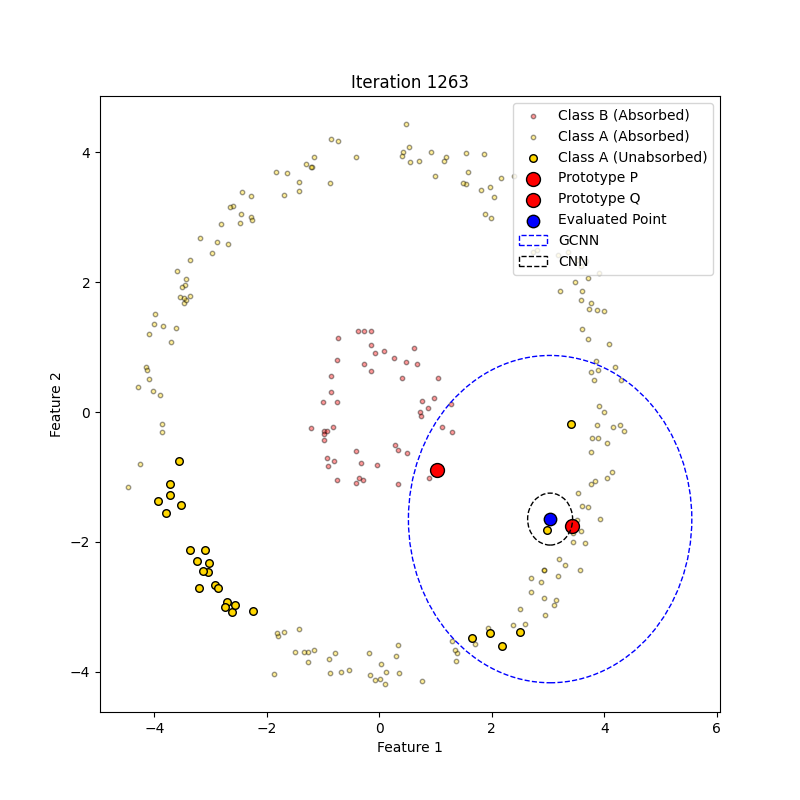 Iteration 1263
Class B (Absorbed)
Class A (Absorbed)
Class A (Unabsorbed)
Prototype P
Prototype Q
Evaluated Point
GCNN
CNN
4
2
0
−2
−4
Feature 2
−4
−2
0
2
4
6
Feature 1